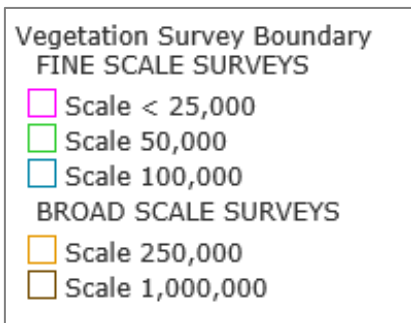 Vegetation Survey Boundary
FINE SCALE SURVEYS
Scale < 25,000
Scale 50,000
Scale 100,000
BROAD SCALE SURVEYS
Scale 250,000
Scale 1,000,000